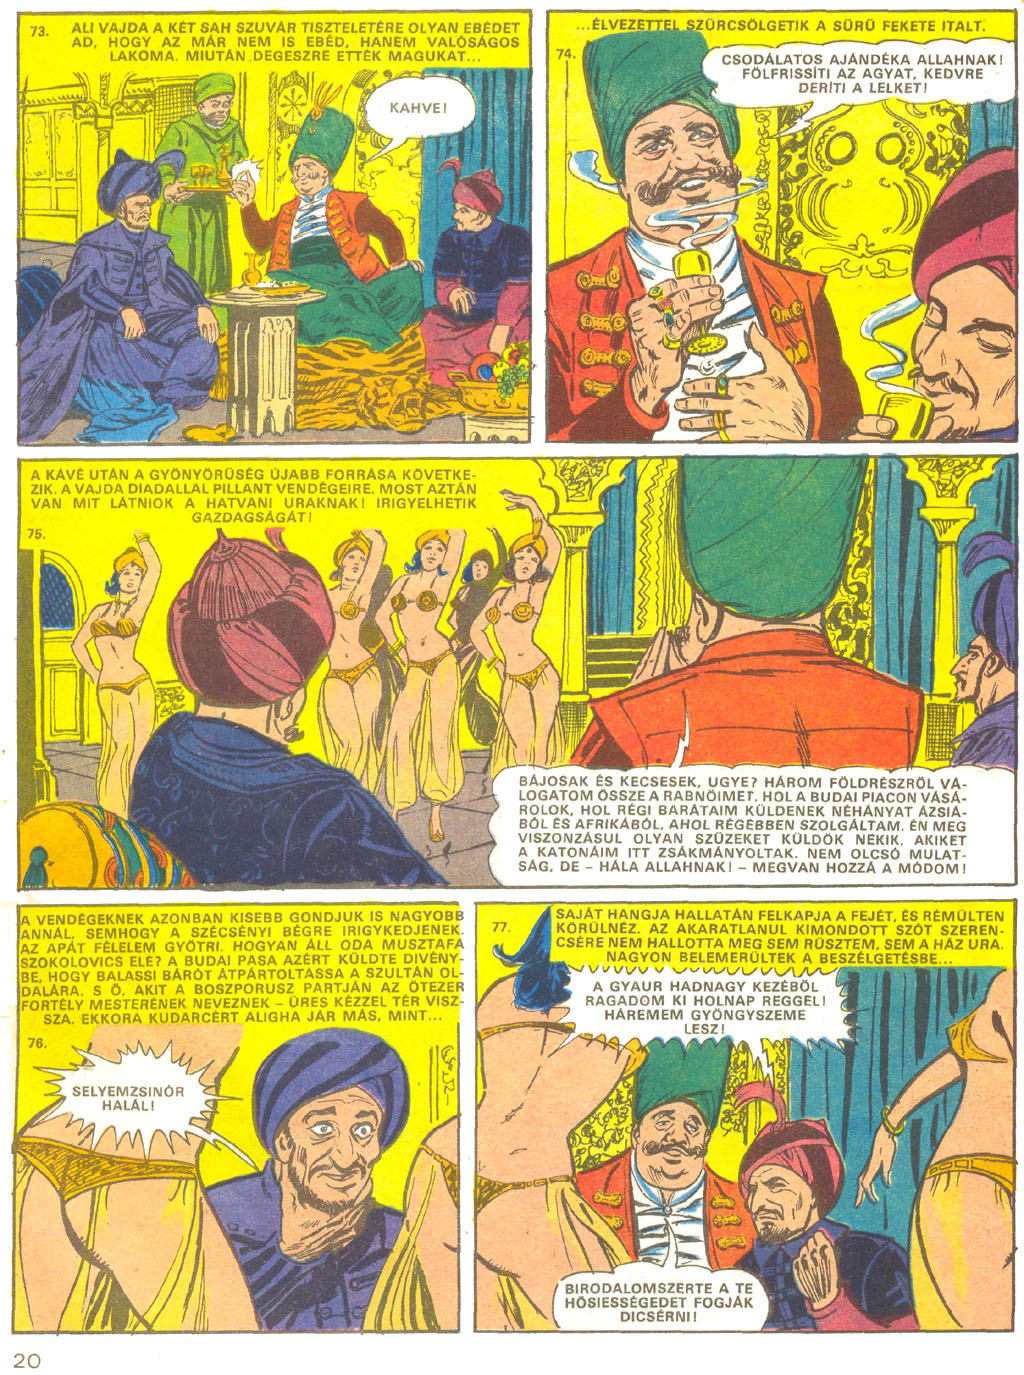 73.
ALI VAJDA A KÉT SAH SZUVÁR TISZTELETÉRE OLYAN EBÉDET
AD, HOGY AZ MÁR NEM IS EBÉD, HANEM VALÓSÁGOS
LAKOMA. MIUTÁN DEGESZRE ETTÉK MAGUKAT...
KAHVE!
...ÉLVEZETTEL SZÜRCSÖLGETIK A SŰRŰ FEKETE ITALT.
74.
CSODÁLATOS AJÁNDÉKA ALLAHNAK!
FÖLFRISSÍTI AZ AGYAT, KEDVRE
DERÍTI A LELKET!
A KÁVÉ UTÁN A GYÖNYÖRŰSÉG ÚJABB FORRÁSA KÖVETKE-
ZIK. A VAJDA DIADALLAL PILLANT VENDÉGEIRE. MOST AZTÁN
VAN MIT LÁTNIOK A HATVANI URAKNAK! IRIGYELHETIK
GAZDAGSÁGÁT!
75.
BÁJOSAK ÉS KECSESEK, UGYE? HÁROM FÖLDRÉSZRŐL VÁ-
LOGATOM ÖSSZE A RABNŐIMET. HOL A BUDAI PIACON VÁSÁ-
ROLOK, HOL RÉGI BARÁTAIM KÜLDENEK NÉHÁNYAT ÁZSIÁ-
BÓL ÉS AFRIKÁBÓL, AHOL RÉGEBBEN SZOLGÁLTAM. ÉN MEG
VISZONZÁSUL OLYAN SZÜZEKET KÜLDÖK NEKIK, AKIKET
A KATONÁIM ITT ZSÁKMÁNYOLTAK. NEM OLCSÓ MULAT-
SÁG, DE – HÁLA ALLAHNAK! – MEGVAN HOZZÁ A MÓDOM!
A VENDÉGEKNEK AZONBAN KISEBB GONDJUK IS NAGYOBB
ANNÁL, SEMHOGY A SZÉCSÉNYI BÉGRE IRIGYKEDJENEK.
AZ APÁT FÉLELEM GYÖTRI. HOGYAN ÁLL ODA MUSZTAFA
SZOKOLOVICS ELÉ? A BUDAI PASA AZÉRT KÜLDTE DIVÉNY-
BE, HOGY BALASSI BÁRÓT ÁTPÁRTOLTASSA A SZULTÁN OL-
DALÁRA. S Ő, AKIT A BOSZPORUSZ PARTJÁN AZ ÖTEZER
FORTÉLY MESTERÉNEK NEVEZNEK – ÜRES KÉZZEL TÉR VISZ-
SZA. EKKORA KUDARCÉRT ALIGHA JÁR MÁS, MINT...
76.
SELYEMZSINÓR
HALÁL!
77.
SAJÁT HANGJA HALLATÁN FELKAPJA A FEJÉT, ÉS RÉMÜLTEN
KÖRÜLNÉZ. AZ AKARATLANUL KIMONDOTT SZÓT SZEREN-
CSÉRE NEM HALLOTTA MEG SEM RÜSZTEM, SEM A HÁZ URA.
NAGYON BELEMERÜLTEK A BESZÉLGETÉSBE...
A GYAUR HADNAGY KEZÉBŐL
RAGADOM KI HOLNAP REGGEL!
HÁREMEM GYÖNGYSZEME
LESZ!
BIRODALOMSZERTE A TE
HŐSIESSÉGEDET FOGJÁK
DICSÉRNI!
20